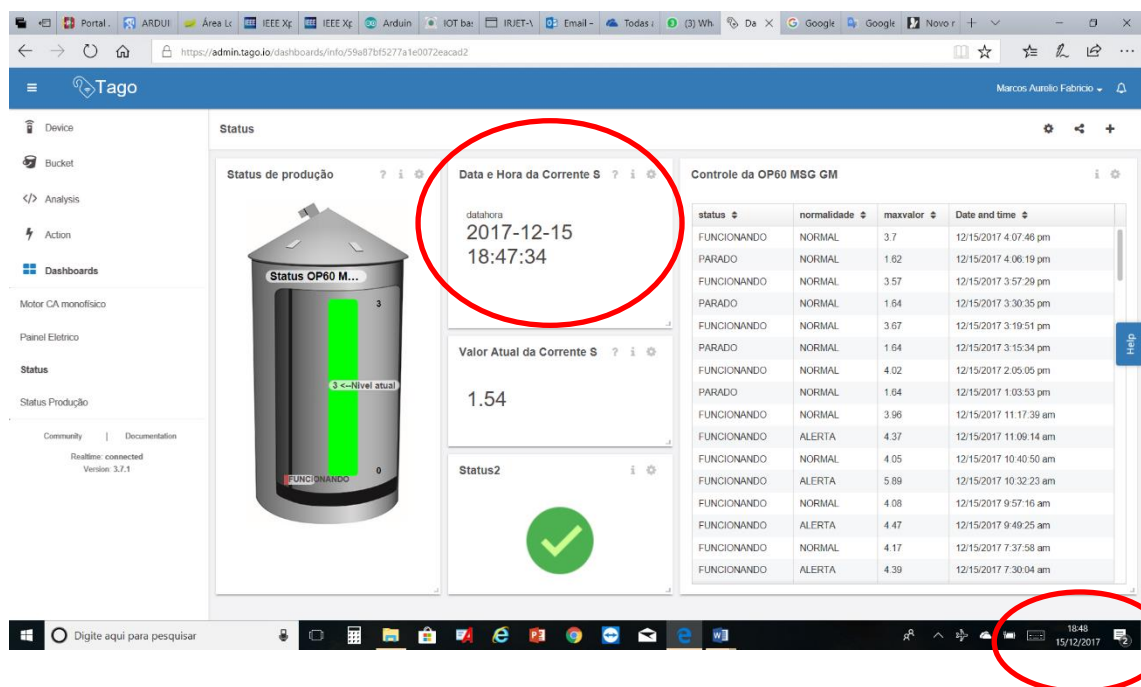 Portal .
ARDUI
Área Lo
IEEE Xp
IEEE Xp
Arduin
IOT bas
IRJET-V
Email –
Todas a
(3) Wh
Da
Google
Google
Novo r
https://admin.tago.io/dashboards/info/59a87bf5277a1e0072eacad2
Tago
Marcos Aurelio Fabricio
Device
Bucket
</> Analysis
Action
Dashboards
Motor CA monofísico
Painel Eletrico
Status
Status Produção
Community | Documentation
Realtime: connected
Version: 3.7.1
Status
Status de produção ? i
Status OP60 M...
3
3 <--Nivel atual
0
FUNCIONANDO
Data e Hora da Corrente S ? i
datahora
2017-12-15
18:47:34
Valor Atual da Corrente S ? i
1.54
Status2 i
Controle da OP60 MSG GM i
status normalidade maxvalor Date and time
FUNCIONANDO NORMAL 3.7 12/15/2017 4:07:46 pm
PARADO NORMAL 1.62 12/15/2017 4:06:19 pm
FUNCIONANDO NORMAL 3.57 12/15/2017 3:57:29 pm
PARADO NORMAL 1.64 12/15/2017 3:30:35 pm
FUNCIONANDO NORMAL 3.67 12/15/2017 3:19:51 pm
PARADO NORMAL 1.64 12/15/2017 3:15:34 pm
FUNCIONANDO NORMAL 4.02 12/15/2017 2:05:05 pm
PARADO NORMAL 1.64 12/15/2017 1:03:53 pm
FUNCIONANDO NORMAL 3.96 12/15/2017 11:17:39 am
FUNCIONANDO ALERTA 4.37 12/15/2017 11:09:14 am
FUNCIONANDO NORMAL 4.05 12/15/2017 10:40:50 am
FUNCIONANDO ALERTA 5.89 12/15/2017 10:32:23 am
FUNCIONANDO NORMAL 4.08 12/15/2017 9:57:16 am
FUNCIONANDO ALERTA 4.47 12/15/2017 9:49:25 am
FUNCIONANDO NORMAL 4.17 12/15/2017 7:37:58 am
FUNCIONANDO ALERTA 4.39 12/15/2017 7:30:04 am
Help
Digite aqui para pesquisar
18:48
15/12/2017
2